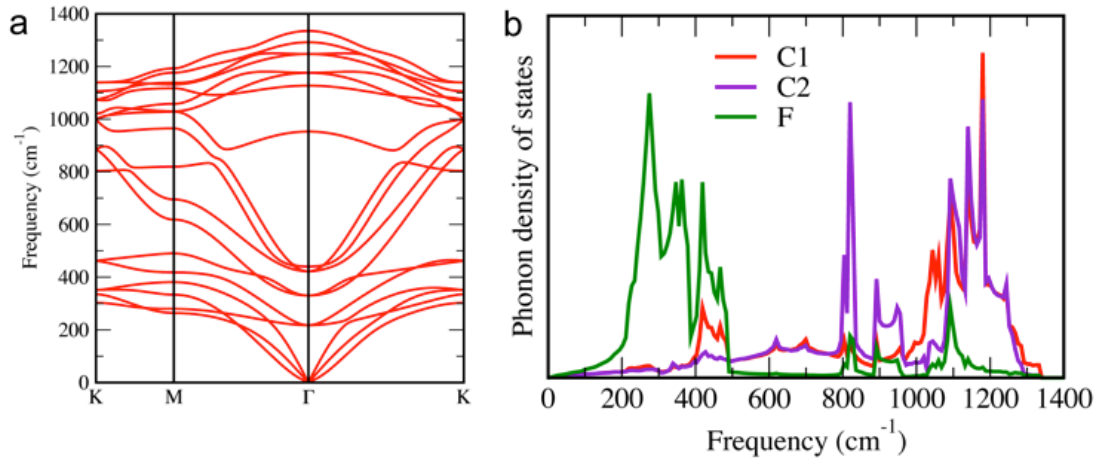 a
1400
1200
1000
800
600
400
200
0
Frequency (cm-1)
K M Γ K
b
C1
C2
F
Phonon density of states
0 200 400 600 800 1000 1200 1400
Frequency (cm-1)